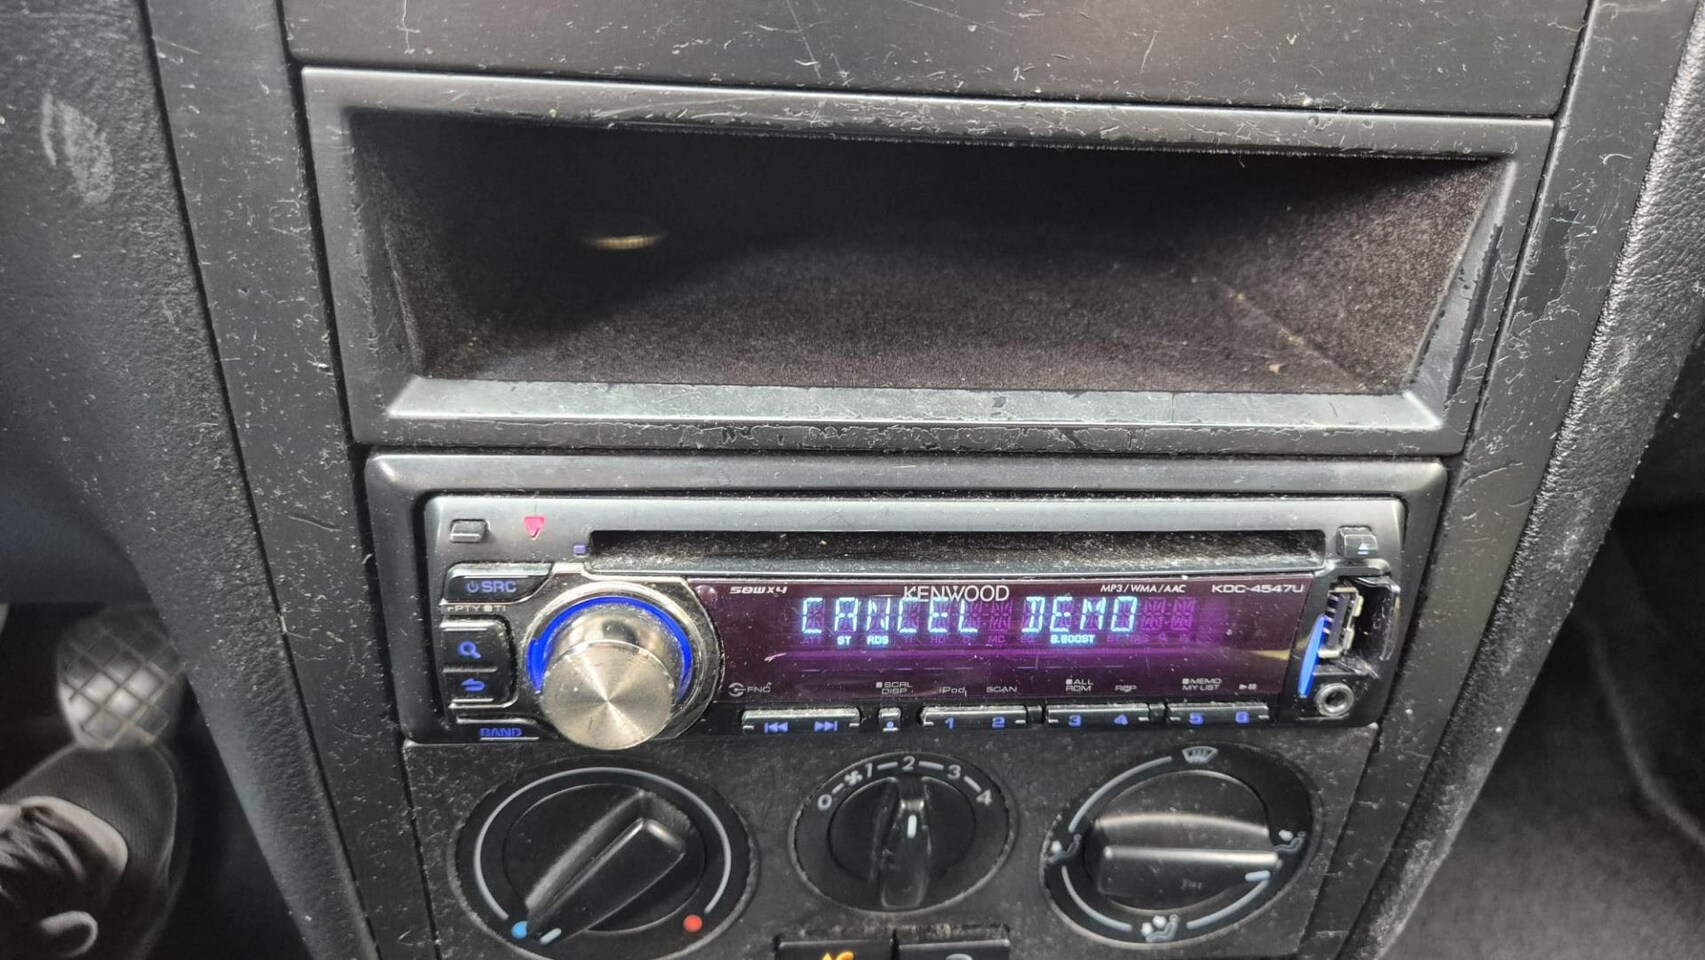 SRC
PTY TI
BAND
50WX4
KENWOOD
MP3/WMA/AAC
KDC-4547U
CANCEL DEMO
ST RDS
B.BOOST
FNC
SCRL
DISP
iPod
SCAN
ALL
RDM
REP
MEMO
MY LIST
1 2 3 4 5 6
0 1 2 3 4